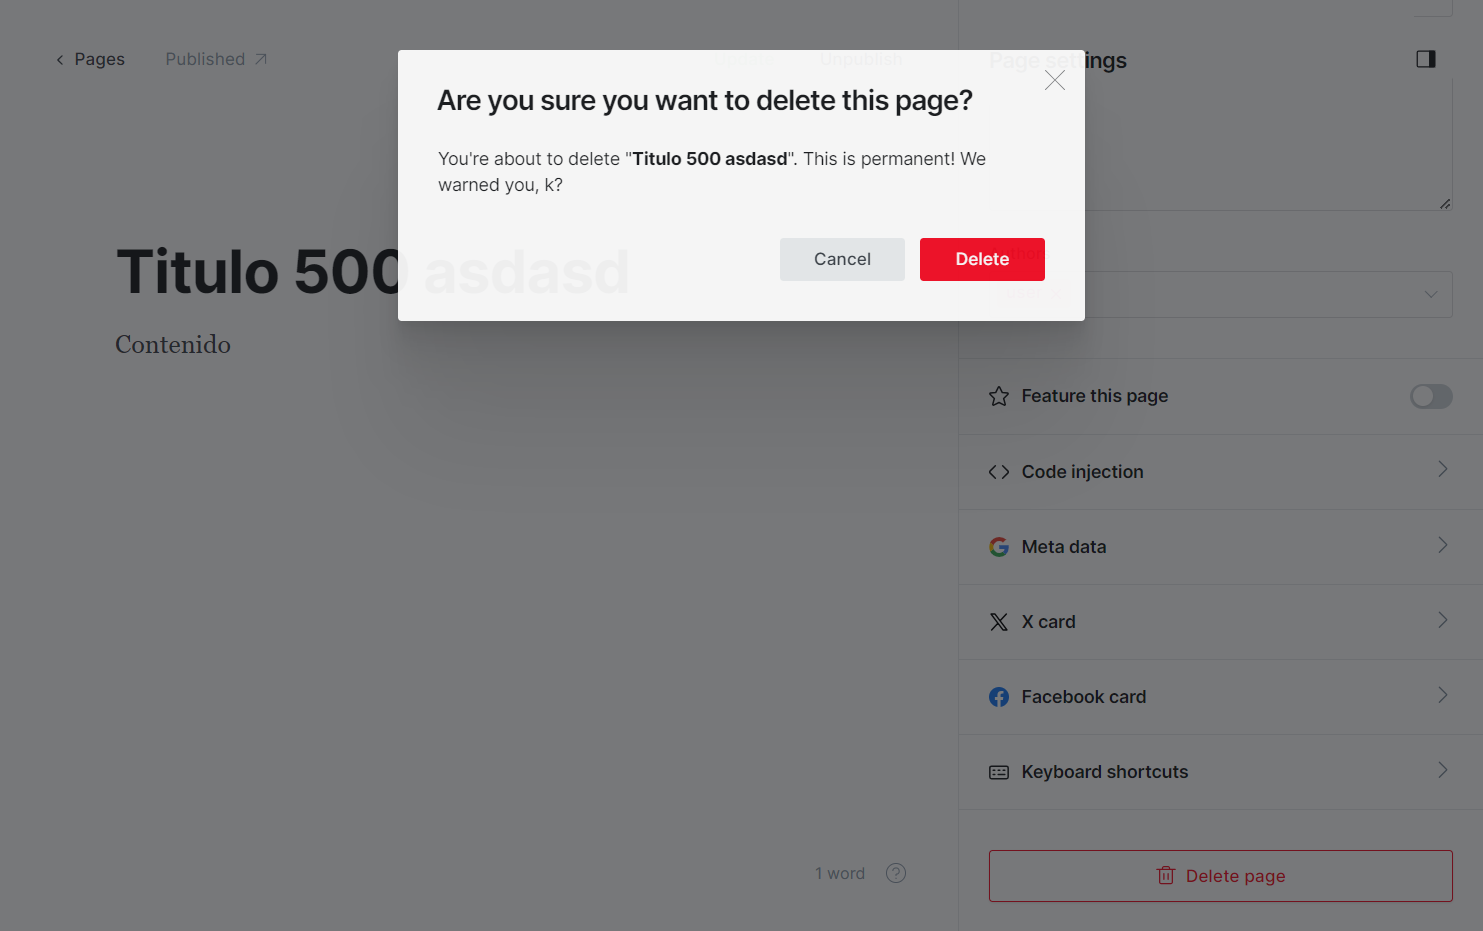 Pages
Published
Unpublish
Page settings
Are you sure you want to delete this page?
You're about to delete "Titulo 500 asdasd". This is permanent! We
warned you, k?
Cancel
Delete
Titulo 500 asdasd
Contenido
Feature this page
Code injection
Meta data
X card
Facebook card
Keyboard shortcuts
1 word
?
Delete page